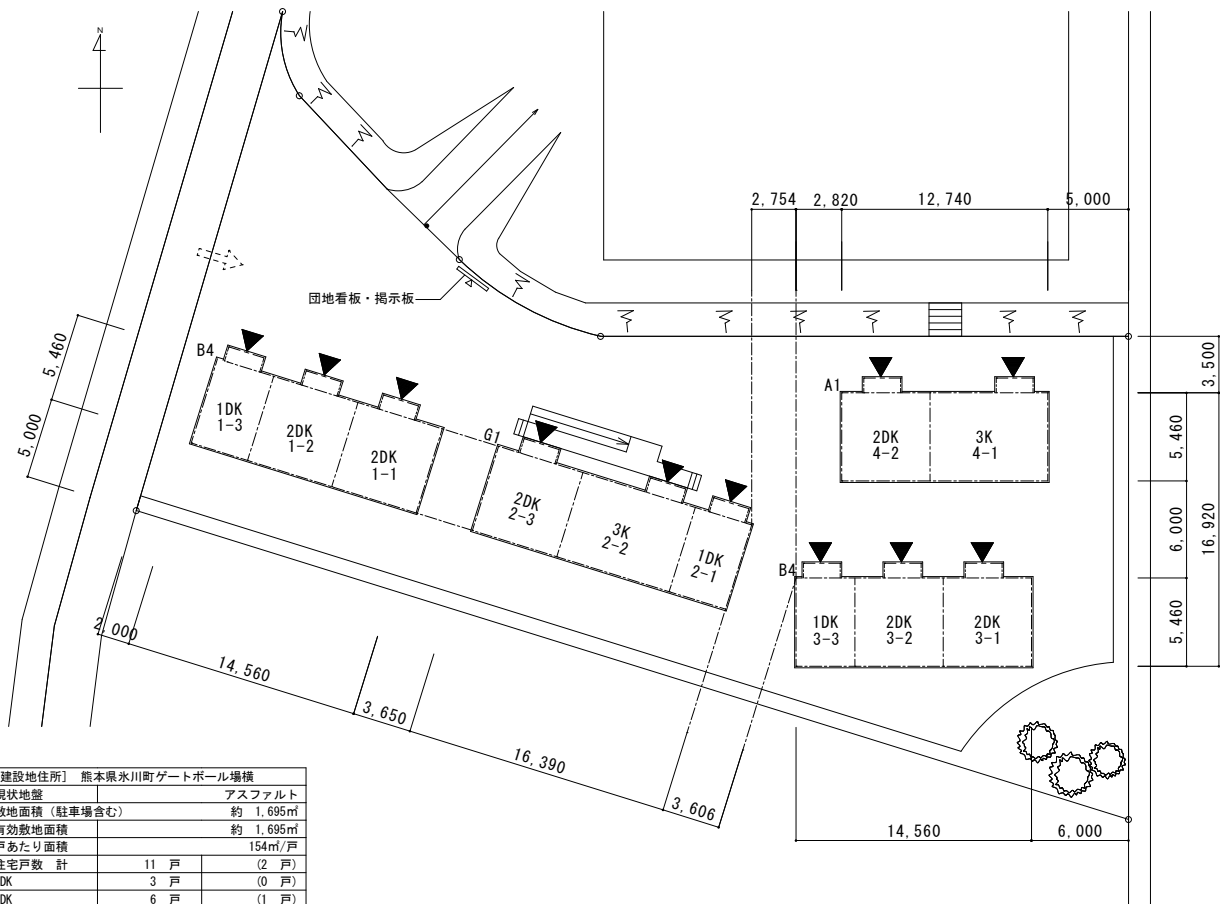 N
2,754
2,820
12,740
5,000
団地看板・掲示板
5,460
5,000
3,500
5,460
6,000
16,920
5,460
B4
1DK
1-3
2DK
1-2
2DK
1-1
G1
2DK
2-3
3K
2-2
1DK
2-1
A1
2DK
4-2
3K
4-1
B4
1DK
3-3
2DK
3-2
2DK
3-1
2,000
14,560
3,650
16,390
3,606
14,560
6,000
建設地住所] 熊本県氷川町ゲートボール場横
現状地盤 アスファルト
敷地面積(駐車場含む) 約 1,695㎡
有効敷地面積 約 1,695㎡
戸あたり面積 154㎡/戸
住宅戸数 計 11 戸 (2 戸)
DK 3 戸 (0 戸)
DK 6 戸 (1 戸)